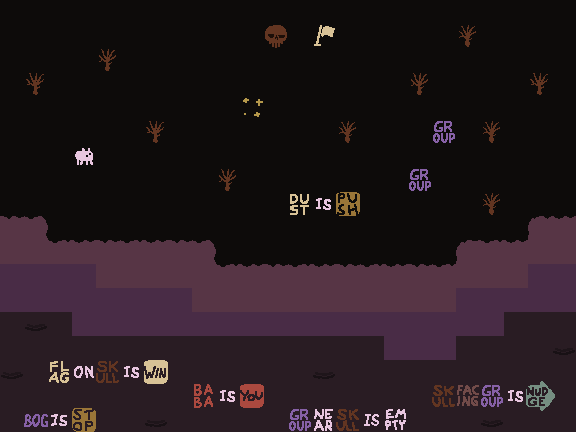 GROUP
GROUP
DUST IS PUSH
FLAG ON SKULL IS WIN
BABA IS YOU
SKULL FACING GROUP IS NUDGE
BOG IS STOP
GROUP NEAR SKULL IS EMPTY